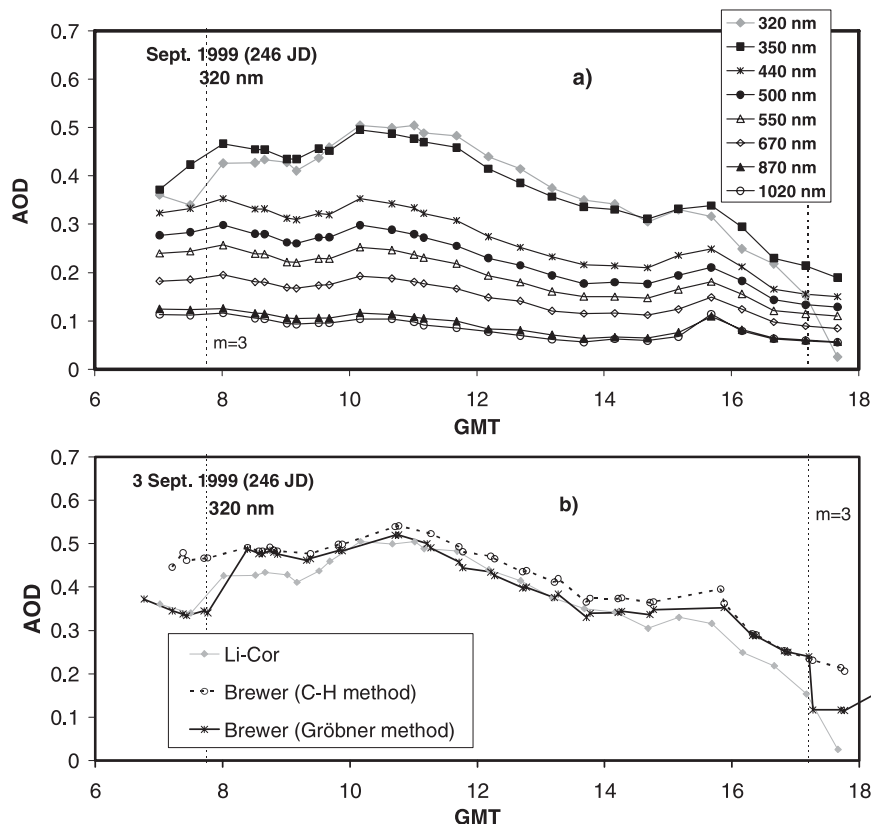 0.7
0.6
0.5
0.4
0.3
0.2
0.1
0
AOD
Sept. 1999 (246 JD)
320 nm
a)
m=3
320 nm
350 nm
440 nm
500 nm
550 nm
670 nm
870 nm
1020 nm
6 8 10 12 14 16 18
GMT
0.7
0.6
0.5
0.4
0.3
0.2
0.1
0
AOD
3 Sept. 1999 (246 JD)
320 nm
b)
m=3
Li-Cor
Brewer (C-H method)
Brewer (Gröbner method)
6 8 10 12 14 16 18
GMT